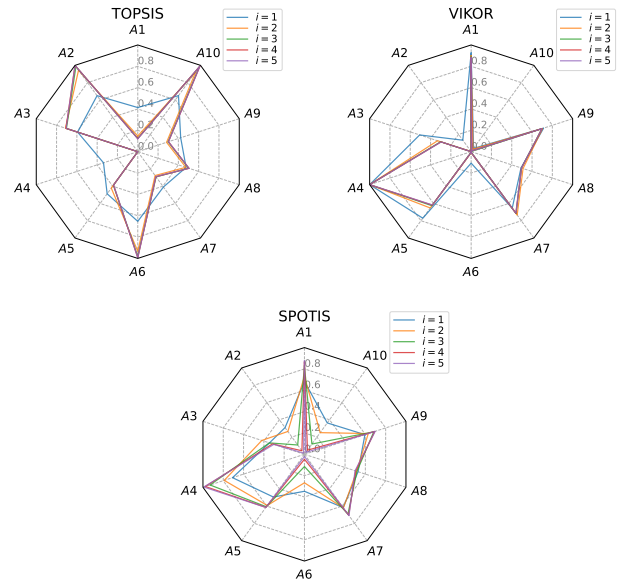 TOPSIS
A1
A2
A3
A4
A5
A6
A7
A8
A9
A10
0.8
0.6
0.4
0.2
0.0
i = 1
i = 2
i = 3
i = 4
i = 5
VIKOR
A1
A2
A3
A4
A5
A6
A7
A8
A9
A10
0.8
0.6
0.4
0.2
0.0
i = 1
i = 2
i = 3
i = 4
i = 5
SPOTIS
A1
A2
A3
A4
A5
A6
A7
A8
A9
A10
0.8
0.6
0.4
0.2
0.0
i = 1
i = 2
i = 3
i = 4
i = 5